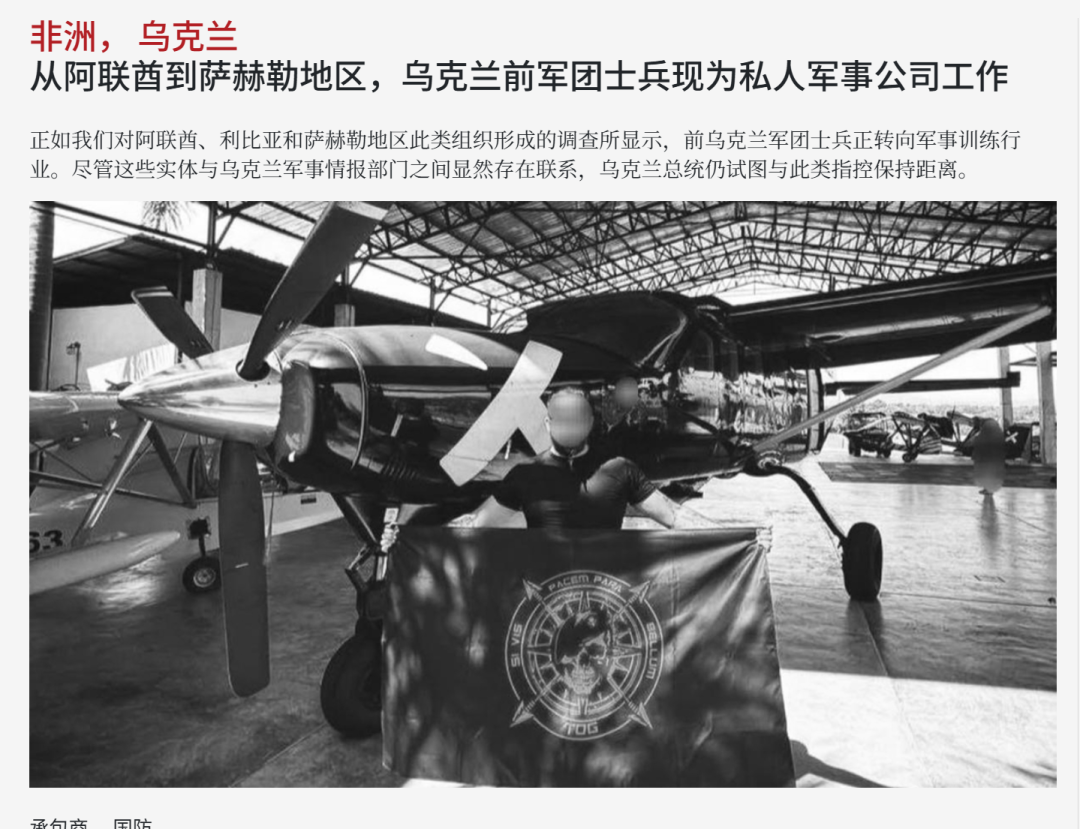 非洲， 乌克兰
从阿联酋到萨赫勒地区，乌克兰前军团士兵现为私人军事公司工作
正如我们对阿联酋、利比亚和萨赫勒地区此类组织形成的调查所显示，前乌克兰军团士兵正转向军事训练行
业。尽管这些实体与乌克兰军事情报部门之间显然存在联系，乌克兰总统仍试图与此类指控保持距离。
63
SI VIS PACEM PARA BELLUM
承包商、国防